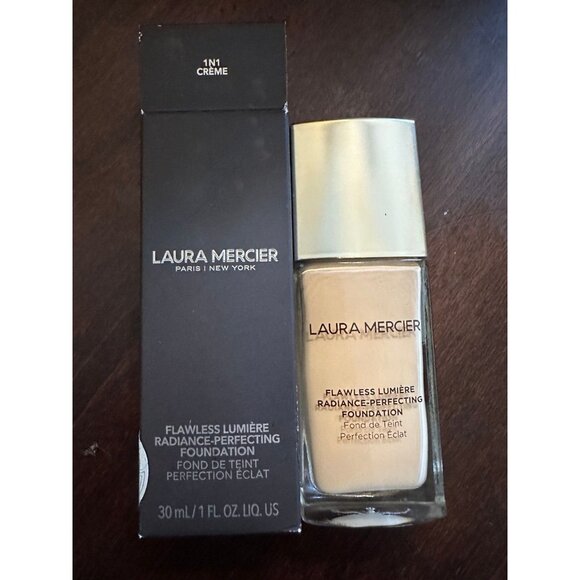 1N1
CRÈME
LAURA MERCIER
PARIS | NEW YORK
FLAWLESS LUMIÈRE
RADIANCE-PERFECTING
FOUNDATION
FOND DE TEINT
PERFECTION ÉCLAT
30 mL / 1 FL. OZ. LIQ. US
LAURA MERCIER
FLAWLESS LUMIÈRE
RADIANCE-PERFECTING
FOUNDATION
Fond de Teint
Perfection Éclat